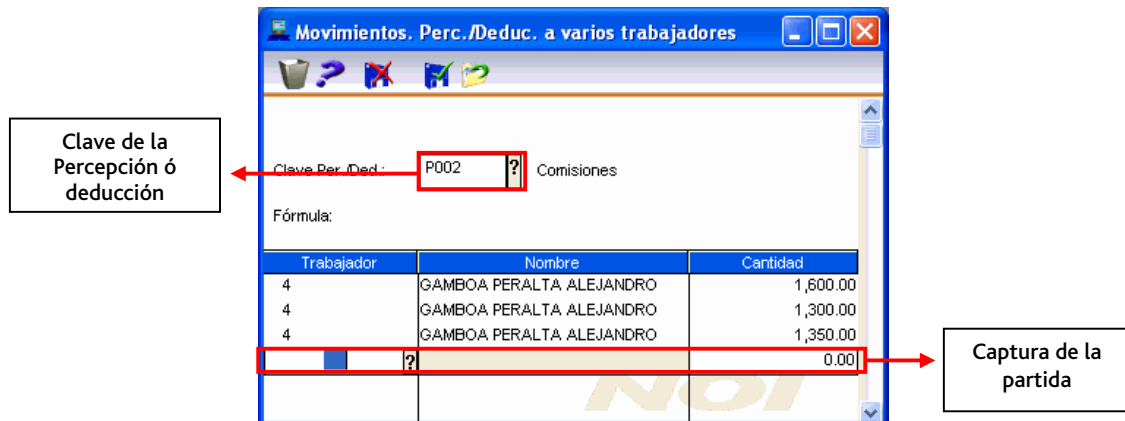 Movimientos. Perc./Deduc. a varios trabajadores
Clave de la
Percepción ó
deducción
Clave Per./Ded.: P002 ? Comisiones
Fórmula:
Trabajador Nombre Cantidad
4 GAMBOA PERALTA ALEJANDRO 1,600.00
4 GAMBOA PERALTA ALEJANDRO 1,300.00
4 GAMBOA PERALTA ALEJANDRO 1,350.00
? 0.00
Captura de la
partida
NOI